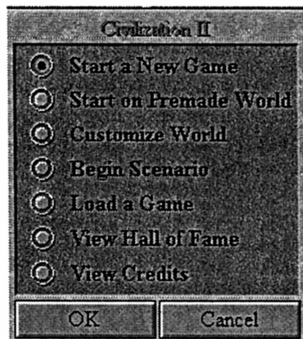 Civilization II
Start a New Game
Start on Premade World
Customize World
Begin Scenario
Load a Game
View Hall of Fame
View Credits
OK
Cancel